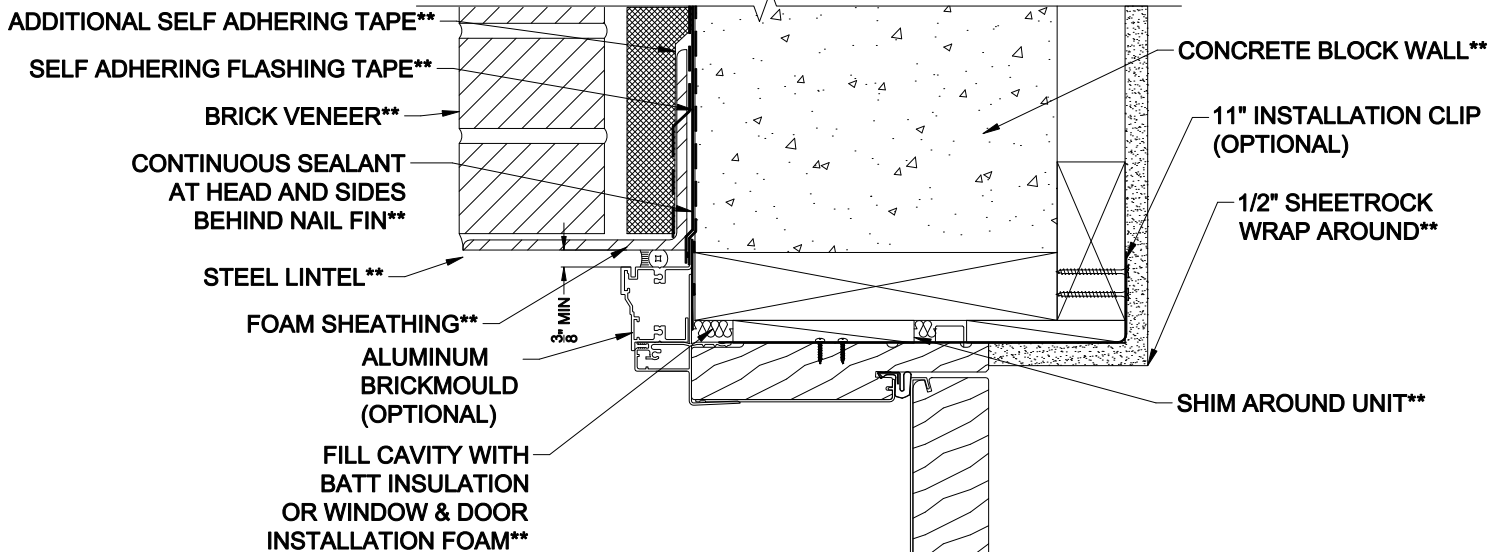 ADDITIONAL SELF ADHERING TAPE**
SELF ADHERING FLASHING TAPE**
BRICK VENEER**
CONTINUOUS SEALANT
AT HEAD AND SIDES
BEHIND NAIL FIN**
STEEL LINTEL**
FOAM SHEATHING**
3" MIN
8
ALUMINUM
BRICKMOULD
(OPTIONAL)
FILL CAVITY WITH
BATT INSULATION
OR WINDOW & DOOR
INSTALLATION FOAM**
CONCRETE BLOCK WALL**
11" INSTALLATION CLIP
(OPTIONAL)
1/2" SHEETROCK
WRAP AROUND**
SHIM AROUND UNIT**